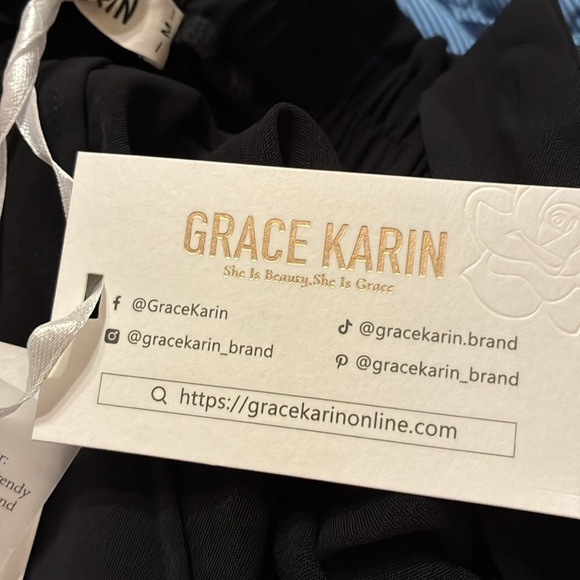 M
GRACE KARIN
She Is Beauty,She Is Grace
@GraceKarin
@gracekarin.brand
@gracekarin_brand
@gracekarin_brand
https://gracekarinonline.com